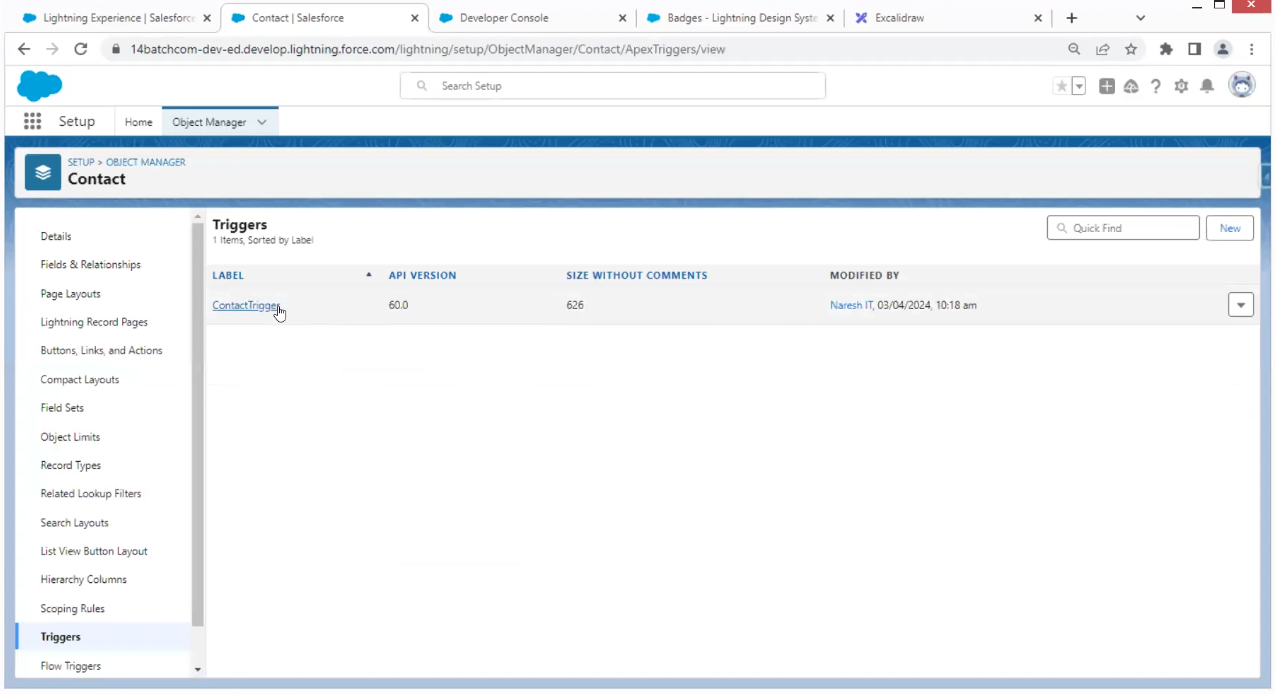 Lightning Experience | Salesforce
Contact | Salesforce
Developer Console
Badges - Lightning Design Syste
Excalidraw
14batchcom-dev-ed.develop.lightning.force.com/lightning/setup/ObjectManager/Contact/ApexTriggers/view
Search Setup
Setup
Home
Object Manager
SETUP > OBJECT MANAGER
Contact
Details
Fields & Relationships
Page Layouts
Lightning Record Pages
Buttons, Links, and Actions
Compact Layouts
Field Sets
Object Limits
Record Types
Related Lookup Filters
Search Layouts
List View Button Layout
Hierarchy Columns
Scoping Rules
Triggers
Flow Triggers
Triggers
1 Items, Sorted by Label
Quick Find
New
LABEL API VERSION SIZE WITHOUT COMMENTS MODIFIED BY
ContactTrigger 60.0 626 Naresh IT, 03/04/2024, 10:18 am